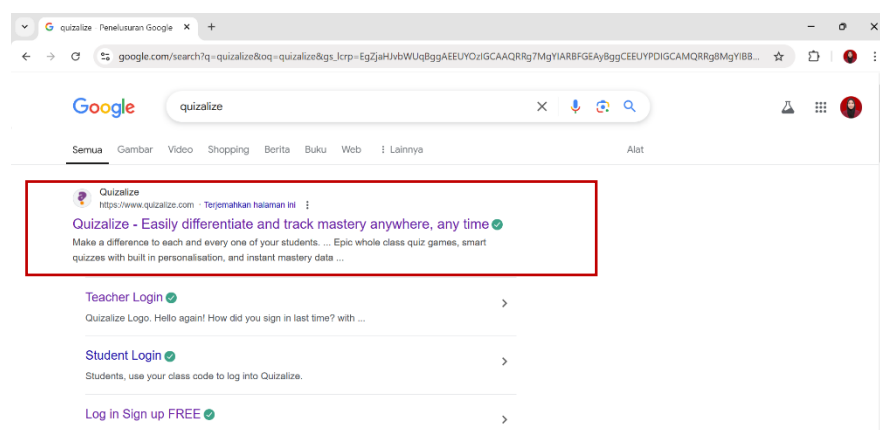 quizalize Penelusuran Google
google.com/search?q=quizalize&oq=quizalize&gs_lcrp=
Google
quizalize
Semua Gambar Video Shopping Berita Buku Web Lainnya Alat
Quizalize
https://www.quizalize.com · Terjemahkan halaman ini
Quizalize - Easily differentiate and track mastery anywhere, any time
Make a difference to each and every one of your students. ... Epic whole class quiz games, smart
quizzes with built in personalisation, and instant mastery data ...
Teacher Login
Quizalize Logo. Hello again! How did you sign in last time? with ...
Student Login
Students, use your class code to log into Quizalize.
Log in Sign up FREE